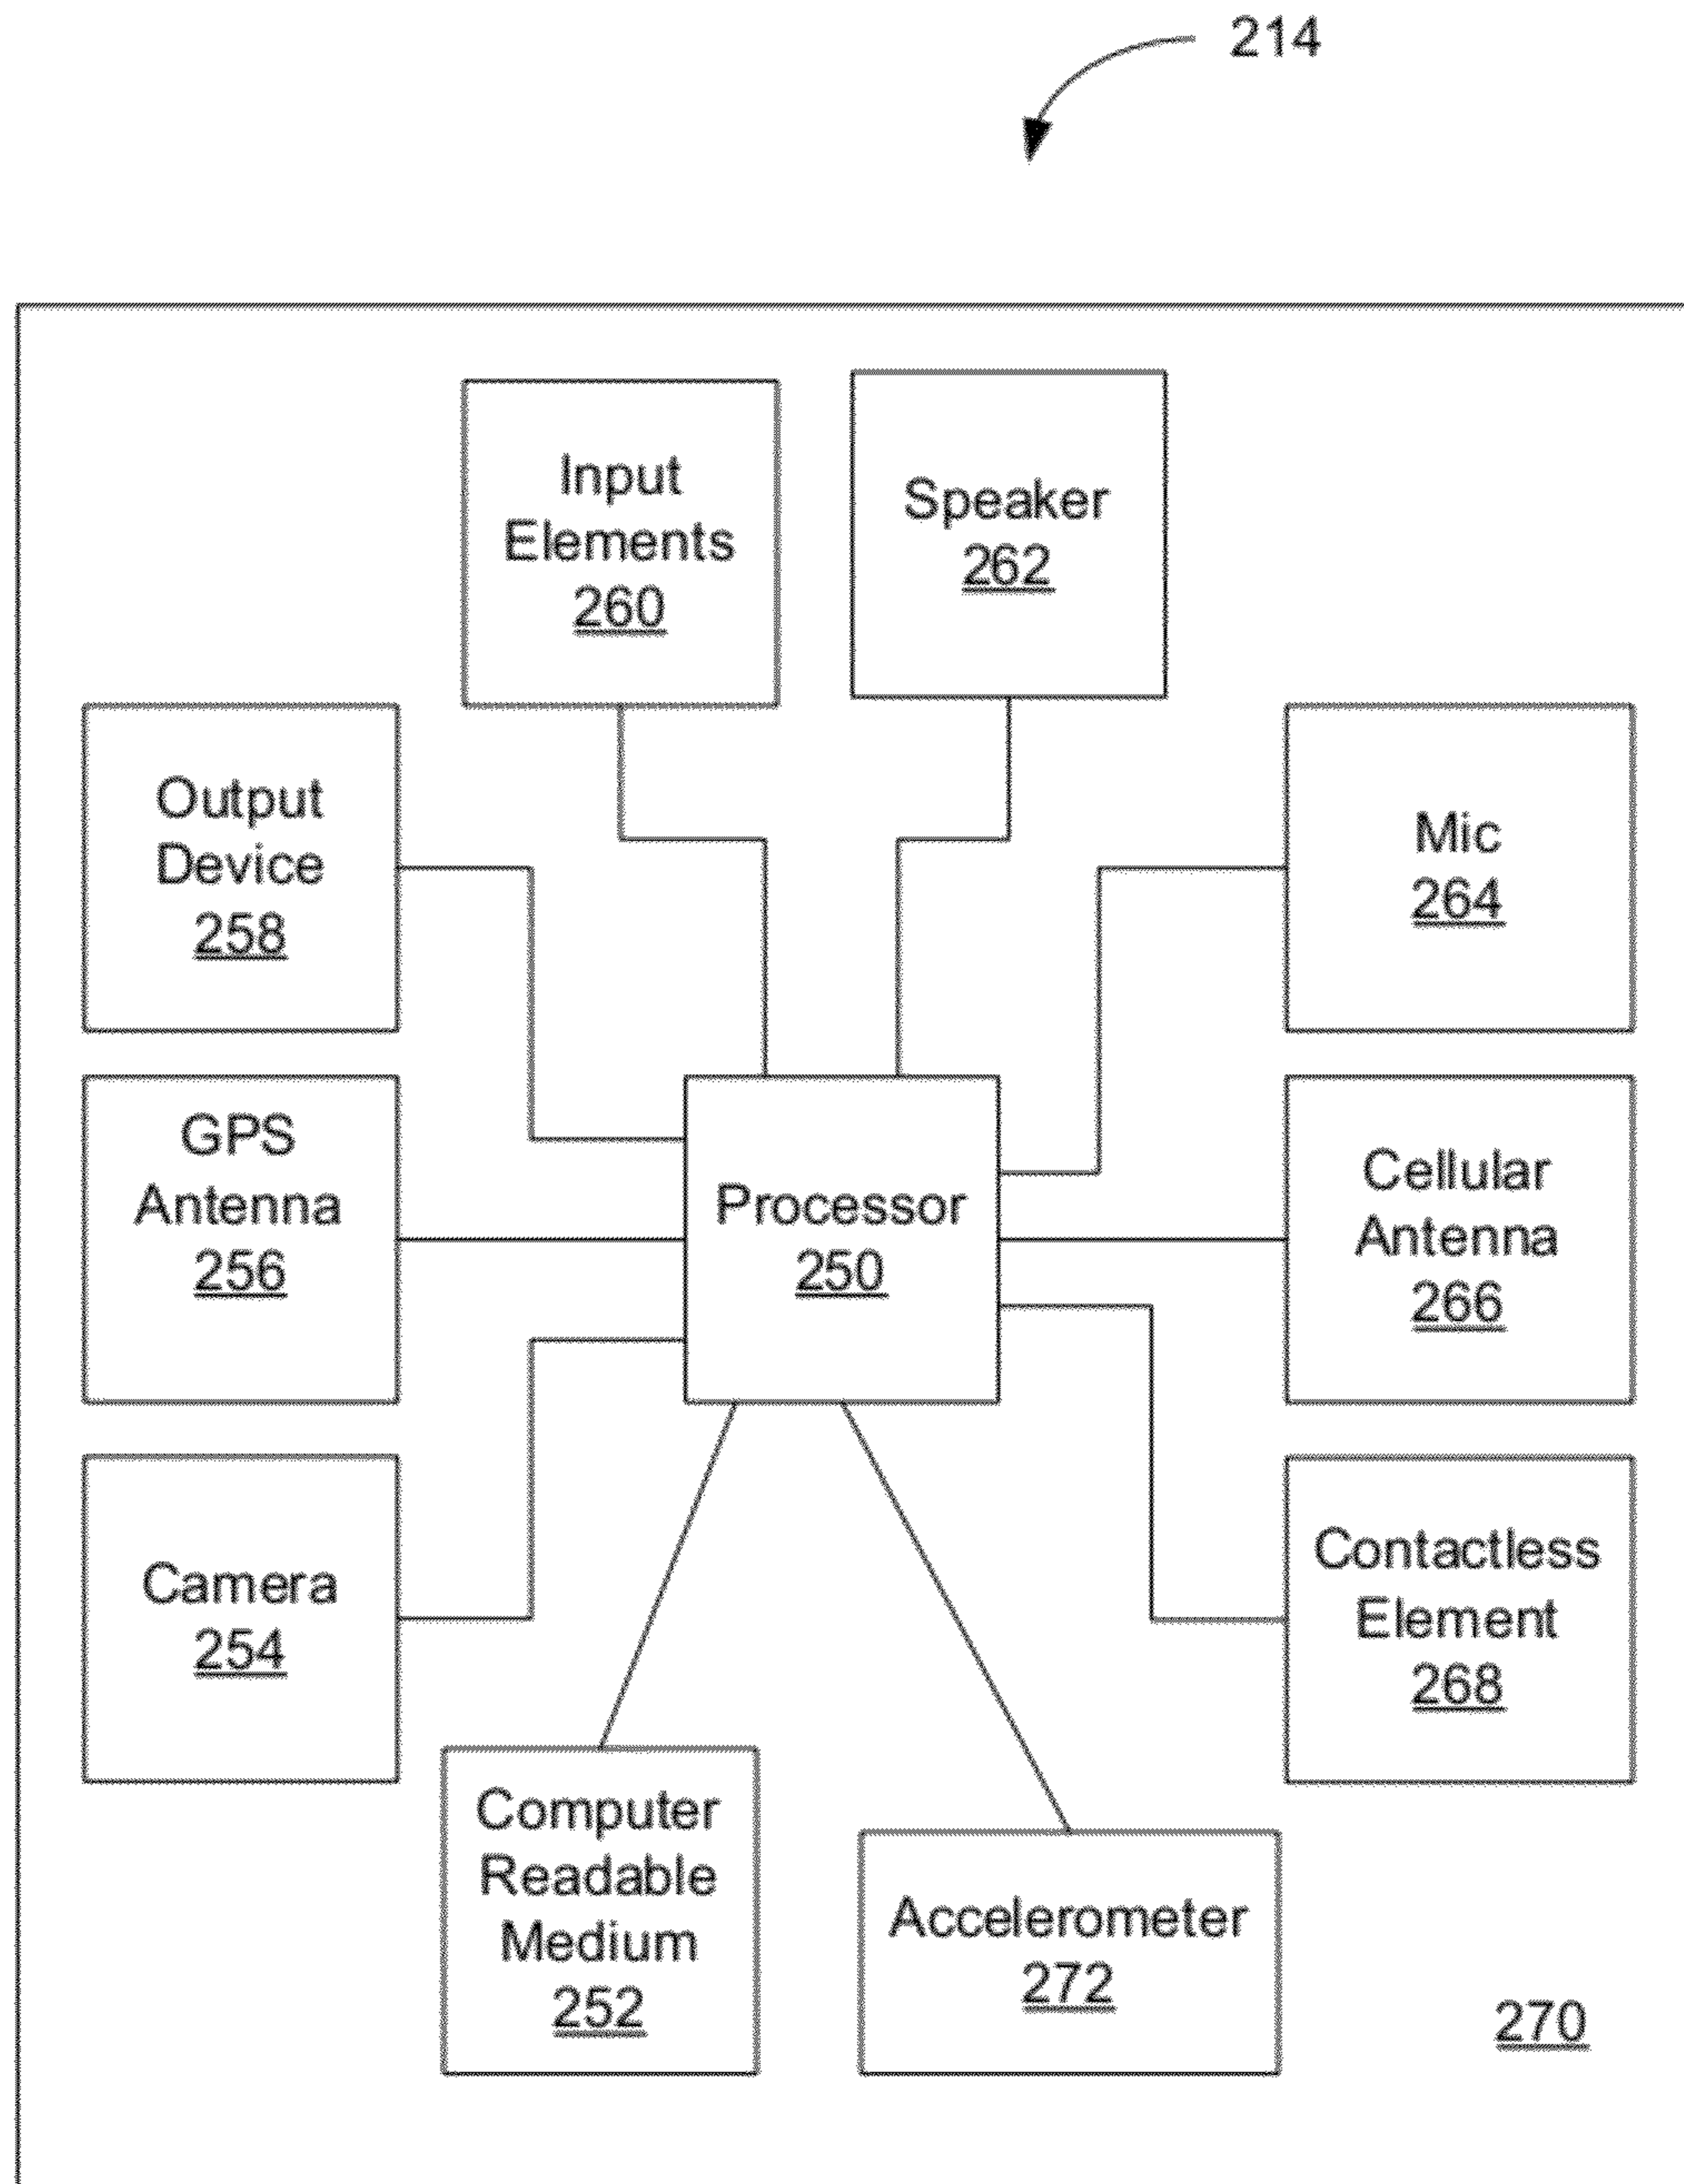 214
Input
Elements
260
Speaker
262
Output
Device
258
Mic
264
GPS
Antenna
256
Processor
250
Cellular
Antenna
266
Camera
254
Contactless
Element
268
Computer
Readable
Medium
252
Accelerometer
272
270